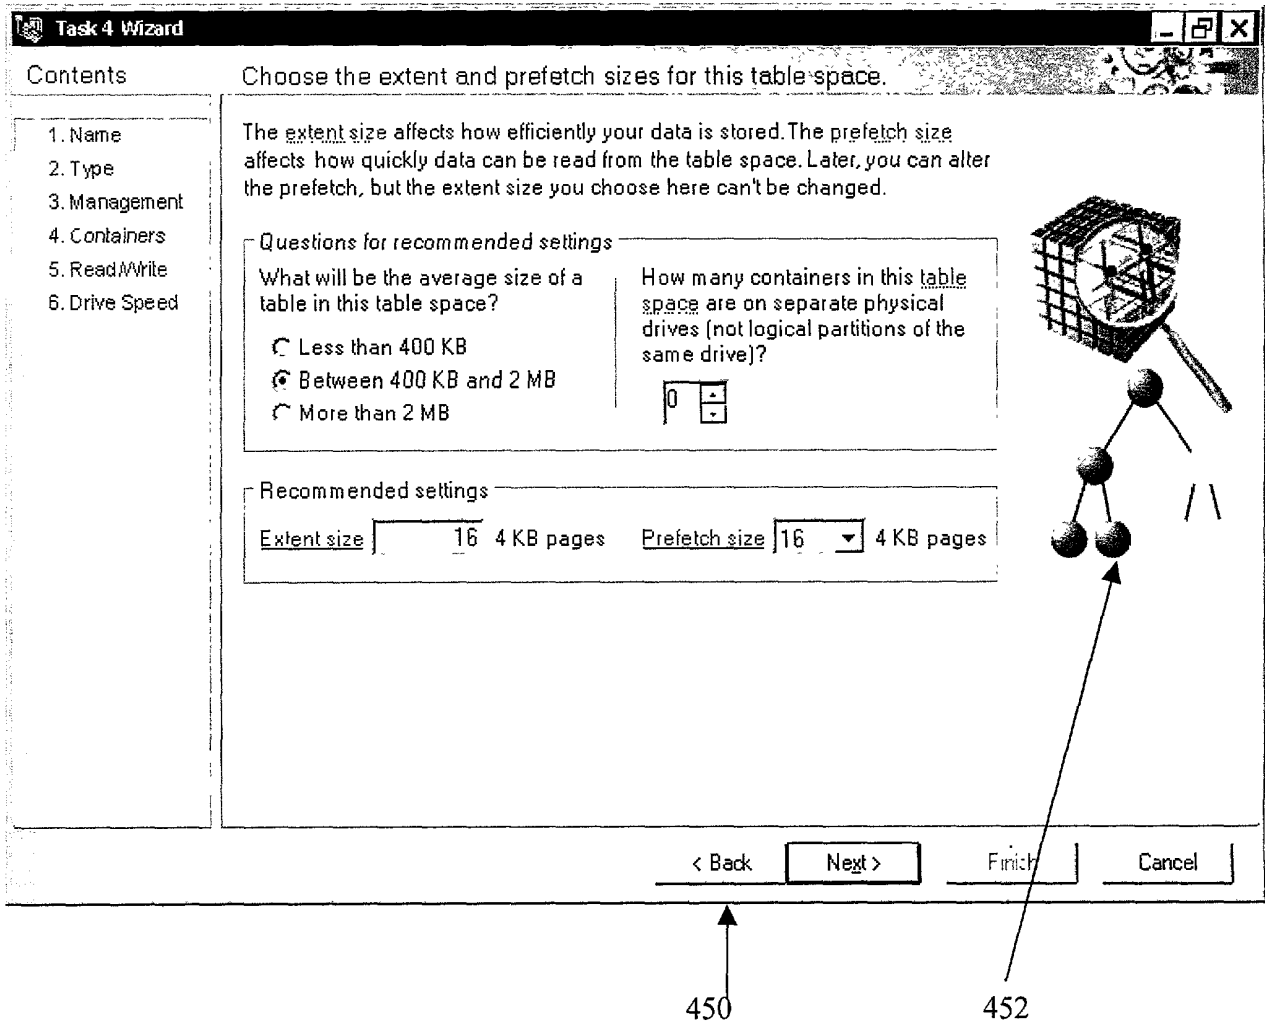 Task 4 Wizard
Contents
Choose the extent and prefetch sizes for this table space.
1. Name
2. Type
3. Management
4. Containers
5. Read/Write
6. Drive Speed
The extent size affects how efficiently your data is stored. The prefetch size
affects how quickly data can be read from the table space. Later, you can alter
the prefetch, but the extent size you choose here can't be changed.
Questions for recommended settings
What will be the average size of a
table in this table space?
Less than 400 KB
Between 400 KB and 2 MB
More than 2 MB
How many containers in this table
space are on separate physical
drives (not logical partitions of the
same drive)?
0
Recommended settings
Extent size 16 4 KB pages
Prefetch size 16 4 KB pages
< Back
Next >
Finish
Cancel
450
452